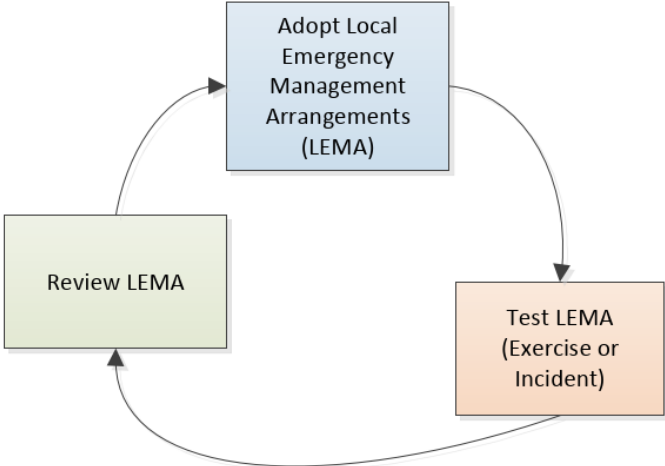 Adopt Local
Emergency
Management
Arrangements
(LEMA)
Test LEMA
(Exercise or
Incident)
Review LEMA